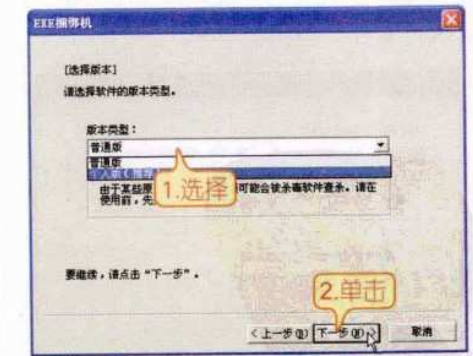 EXE捆绑机
[选择版本]
请选择软件的版本类型。
版本类型：
普通版
普通版
个人版(推荐
1.选择
由于某些原 可能会被杀毒软件查杀。请在
使用前，先
要继续，请点击“下一步”。
2.单击
<上一步(B) 下一步(N)> 取消